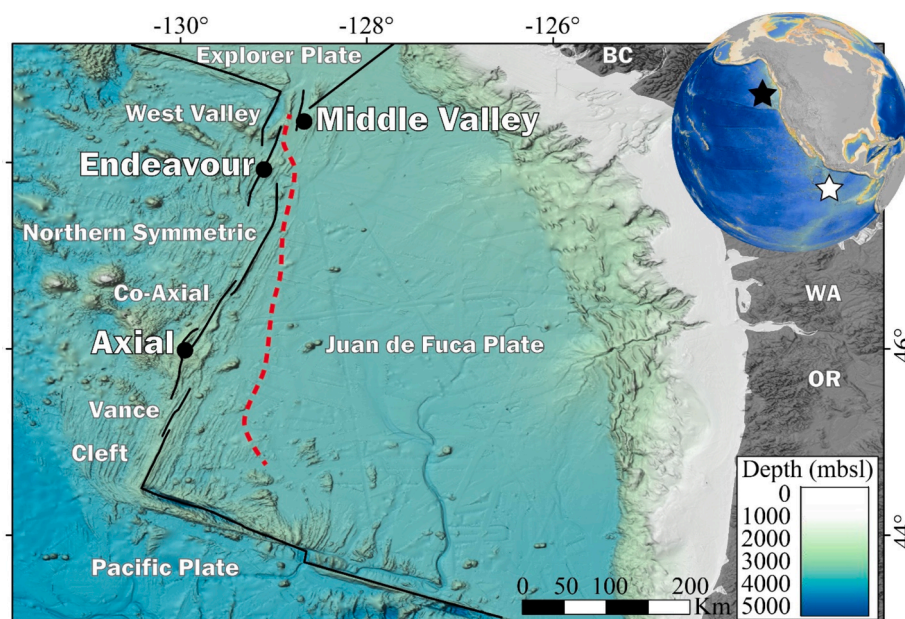 -130°
-128°
-126°
Explorer Plate
BC
West Valley
Middle Valley
Endeavour
Northern Symmetric
Co-Axial
WA
Axial
Juan de Fuca Plate
46°
OR
Vance
Cleft
Depth (mbsl)
0
1000
2000
3000
4000
5000
44°
Pacific Plate
0 50 100 200
Km